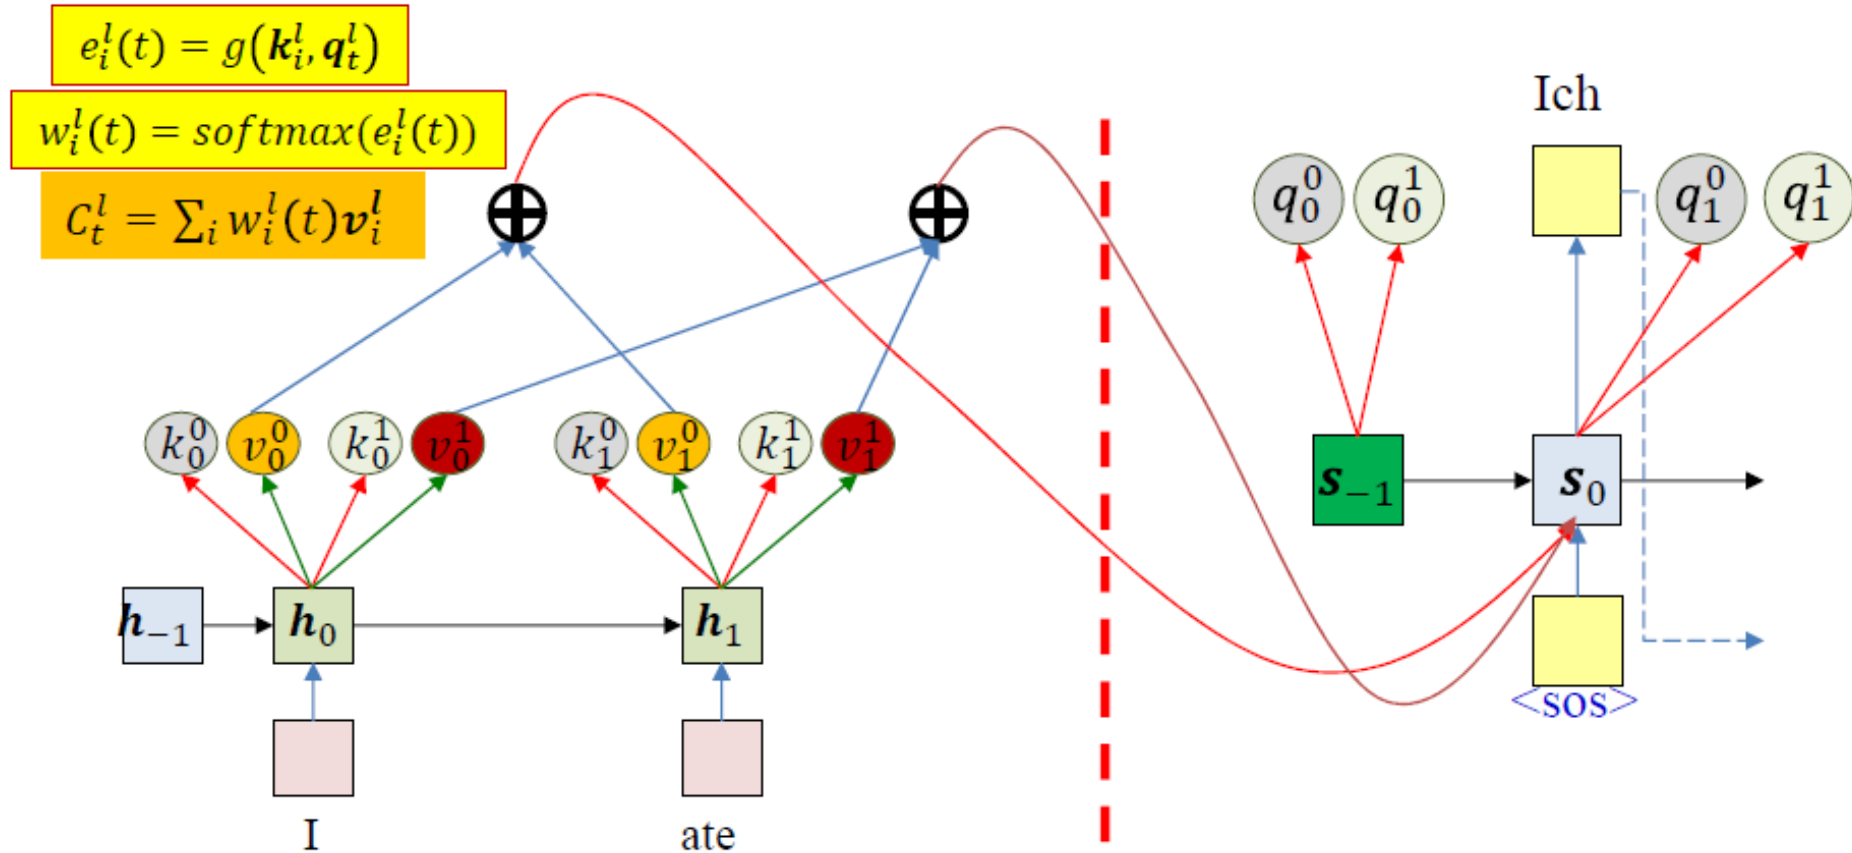 e_i^l(t) = g(k_i^l, q_t^l)
w_i^l(t) = softmax(e_i^l(t))
C_t^l = ∑_i w_i^l(t)v_i^l
k_0^0 v_0^0 k_0^1 v_0^1 k_1^0 v_1^0 k_1^1 v_1^1
h_{-1} h_0 h_1
I ate
Ich
q_0^0 q_0^1 q_1^0 q_1^1
s_{-1} s_0
<sos>